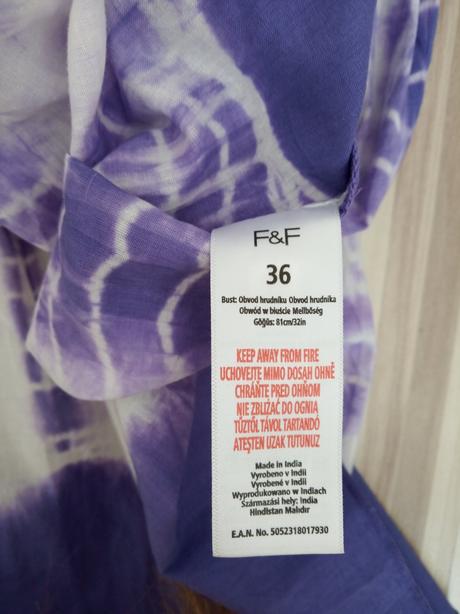 F&F
36
Bust: Obvod hrudníku Obvod hrudníka
Obwód w biuście Mellbőség
Göğüs: 81cm/32in
KEEP AWAY FROM FIRE
UCHOVEJTE MIMO DOSAH OHNĚ
CHRÁŇTE PRED OHŇOM
NIE ZBLIŻAĆ DO OGNIA
TŰZTŐL TÁVOL TARTANDÓ
ATEŞTEN UZAK TUTUNUZ
Made in India
Vyrobeno v Indii
Vyrobené v Indii
Wyprodukowano w Indiach
Származási hely: India
Hindistan Malıdır
E.A.N. No. 5052318017930